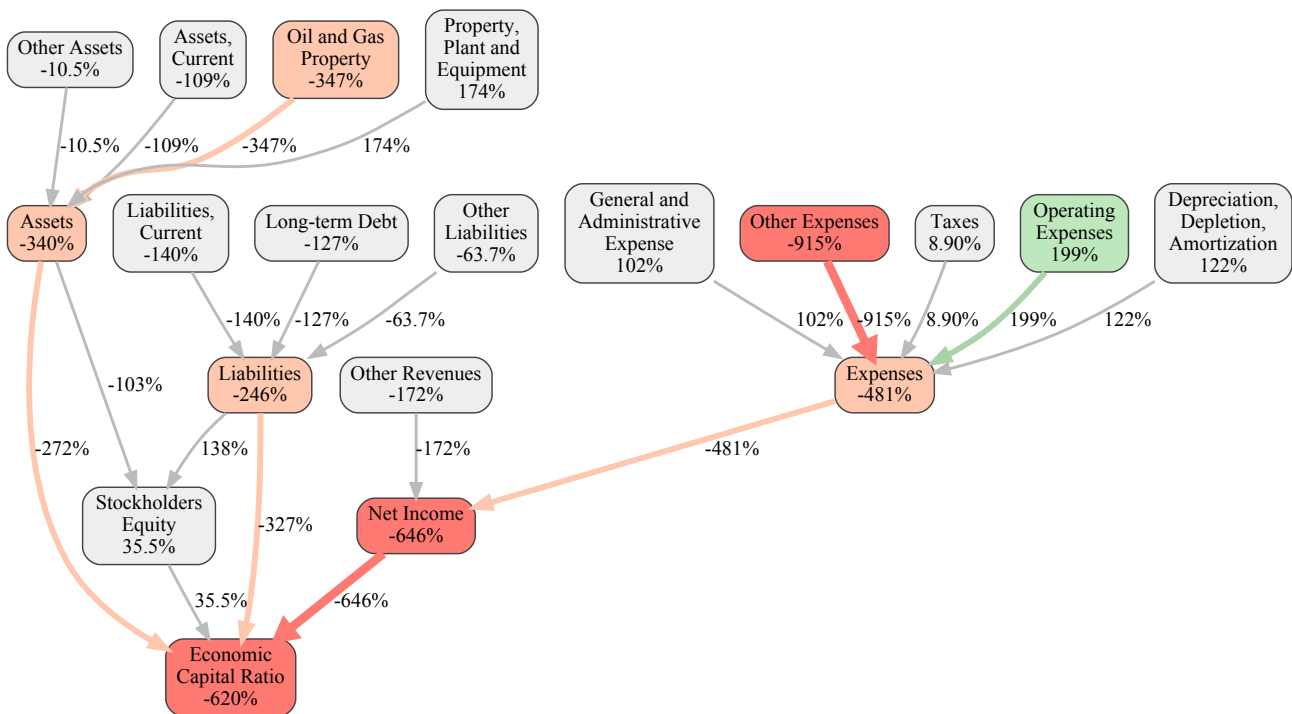 Other Assets
-10.5%
Assets,
Current
-109%
Oil and Gas
Property
-347%
Property,
Plant and
Equipment
174%
-10.5%
-109%
-347%
174%
Assets
-340%
Liabilities,
Current
-140%
Long-term Debt
-127%
Other
Liabilities
-63.7%
General and
Administrative
Expense
102%
Other Expenses
-915%
Taxes
8.90%
Operating
Expenses
199%
Depreciation,
Depletion,
Amortization
122%
-140%
-127%
-63.7%
102%
-915%
8.90%
199%
122%
-103%
Liabilities
-246%
Other Revenues
-172%
Expenses
-481%
-272%
138%
-172%
-481%
Stockholders
Equity
35.5%
-327%
Net Income
-646%
35.5%
-646%
Economic
Capital Ratio
-620%